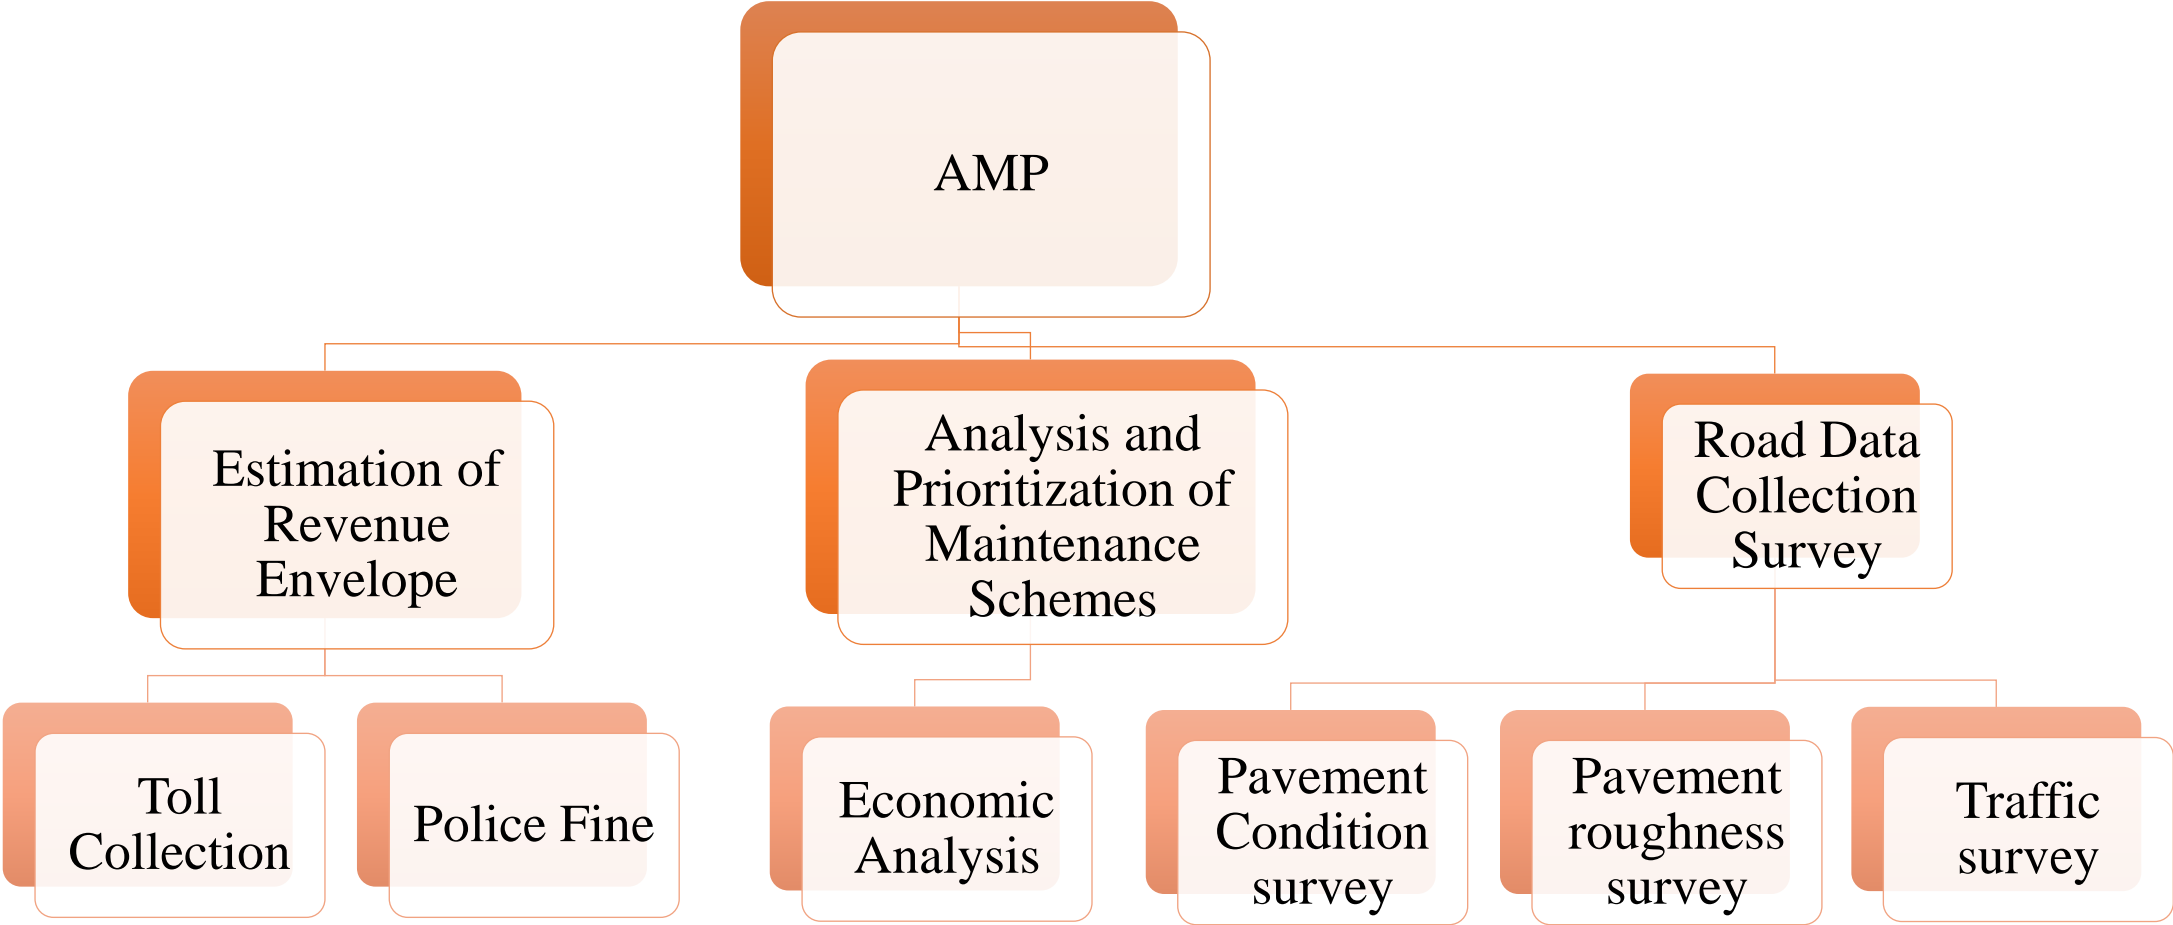 AMP
Estimation of
Revenue
Envelope
Analysis and
Prioritization of
Maintenance
Schemes
Road Data
Collection
Survey
Toll
Collection
Police Fine
Economic
Analysis
Pavement
Condition
survey
Pavement
roughness
survey
Traffic
survey